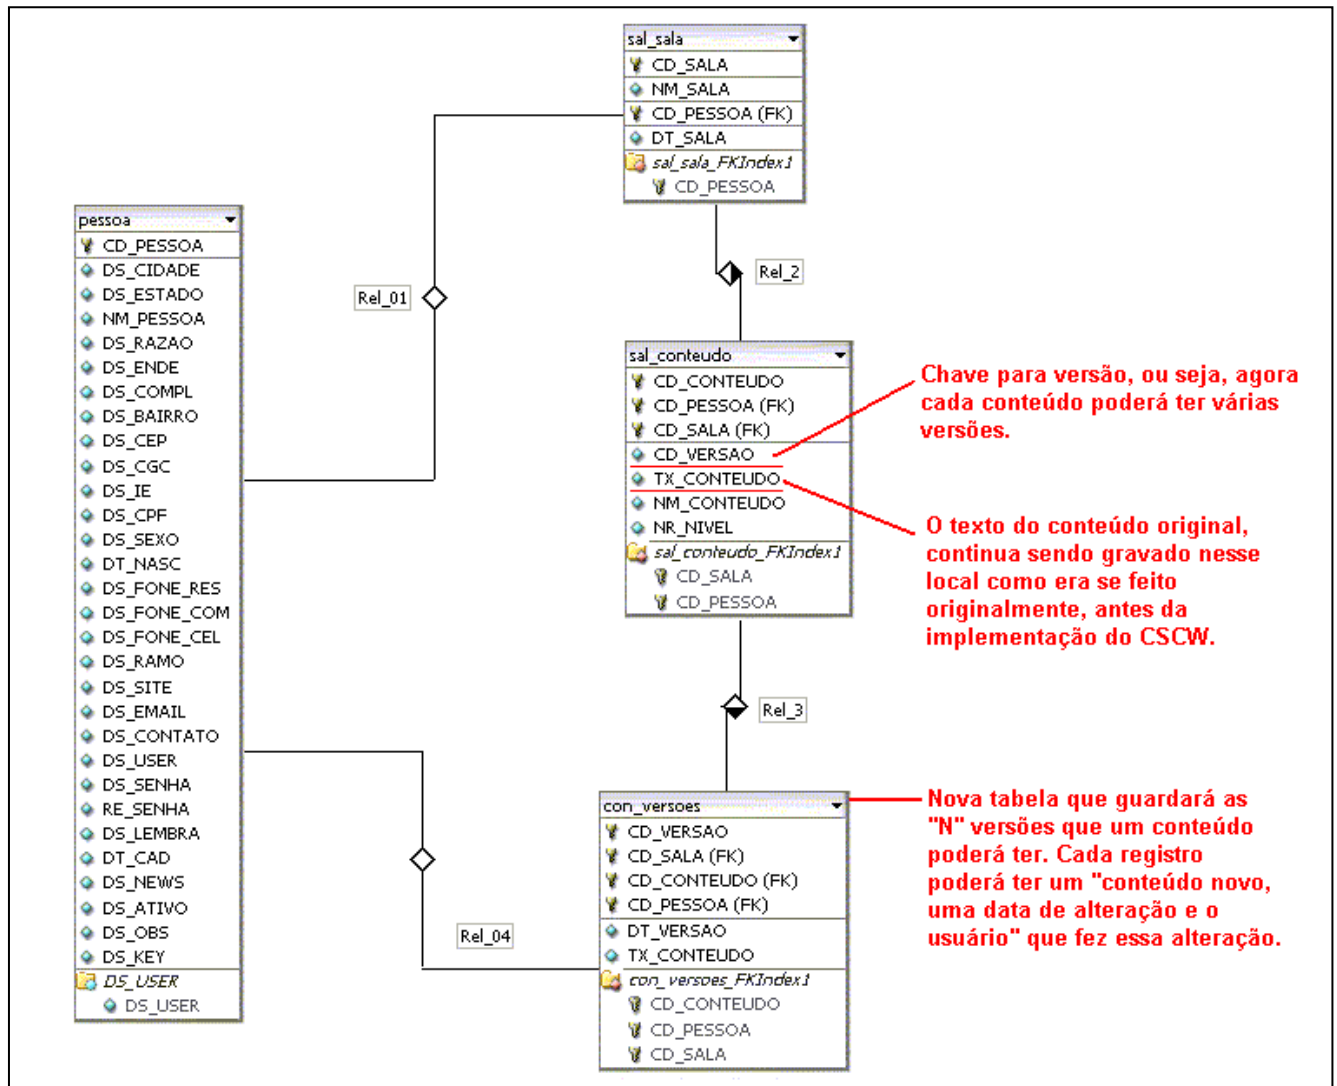 sal_sala
CD_SALA
NM_SALA
CD_PESSOA (FK)
DT_SALA
sal_sala_FKIndex1
CD_PESSOA
pessoa
CD_PESSOA
DS_CIDADE
DS_ESTADO
NM_PESSOA
DS_RAZAO
DS_ENDE
DS_COMPL
DS_BAIRRO
DS_CEP
DS_CGC
DS_IE
DS_CPF
DS_SEXO
DT_NASC
DS_FONE_RES
DS_FONE_COM
DS_FONE_CEL
DS_RAMO
DS_SITE
DS_EMAIL
DS_CONTATO
DS_USER
DS_SENHA
RE_SENHA
DS_LEMBRA
DT_CAD
DS_NEWS
DS_ATIVO
DS_OBS
DS_KEY
DS_USER
DS_USER
Rel_01
Rel_2
sal_conteudo
CD_CONTEUDO
CD_PESSOA (FK)
CD_SALA (FK)
CD_VERSAO
TX_CONTEUDO
NM_CONTEUDO
NR_NIVEL
sal_conteudo_FKIndex1
CD_SALA
CD_PESSOA
Chave para versão, ou seja, agora
cada conteúdo poderá ter várias
versões.
O texto do conteúdo original,
continua sendo gravado nesse
local como era se feito
originalmente, antes da
implementação do CSCW.
Rel_3
Rel_04
con_versoes
CD_VERSAO
CD_SALA (FK)
CD_CONTEUDO (FK)
CD_PESSOA (FK)
DT_VERSAO
TX_CONTEUDO
con_versoes_FKIndex1
CD_CONTEUDO
CD_PESSOA
CD_SALA
Nova tabela que guardará as
"N" versões que um conteúdo
poderá ter. Cada registro
poderá ter um "conteúdo novo,
uma data de alteração e o
usuário" que fez essa alteração.